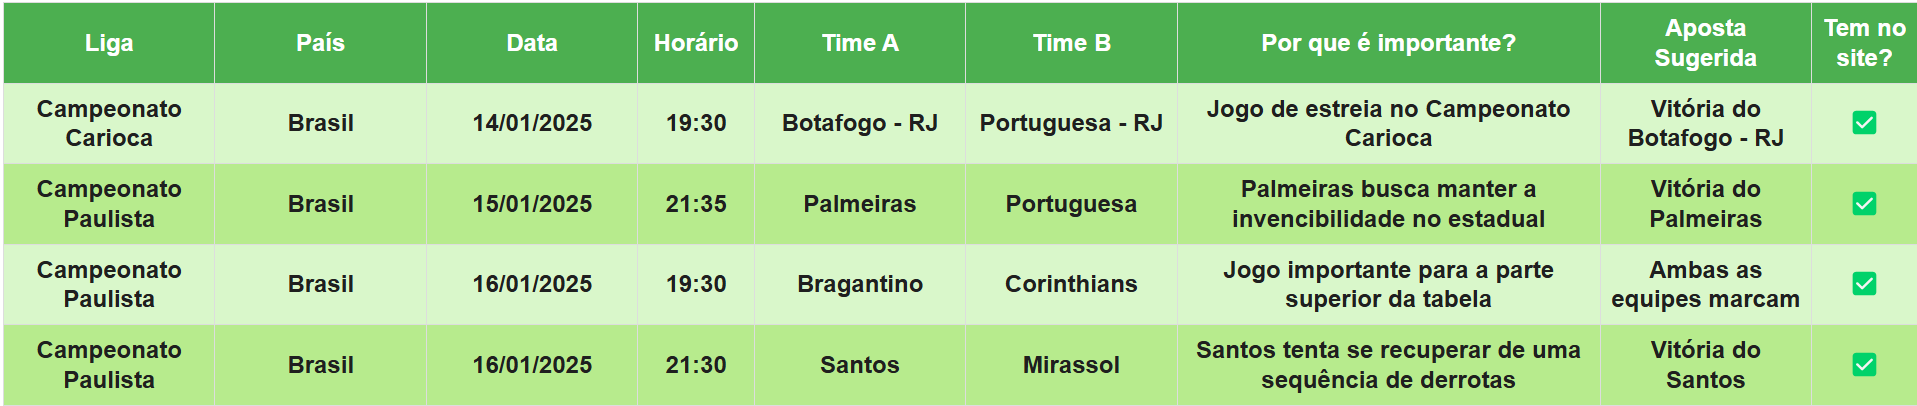 Liga País Data Horário Time A Time B Por que é importante? Aposta Sugerida Tem no site?
Campeonato Carioca Brasil 14/01/2025 19:30 Botafogo - RJ Portuguesa - RJ Jogo de estreia no Campeonato Carioca Vitória do Botafogo - RJ ✅
Campeonato Paulista Brasil 15/01/2025 21:35 Palmeiras Portuguesa Palmeiras busca manter a invencibilidade no estadual Vitória do Palmeiras ✅
Campeonato Paulista Brasil 16/01/2025 19:30 Bragantino Corinthians Jogo importante para a parte superior da tabela Ambas as equipes marcam ✅
Campeonato Paulista Brasil 16/01/2025 21:30 Santos Mirassol Santos tenta se recuperar de uma sequência de derrotas Vitória do Santos ✅